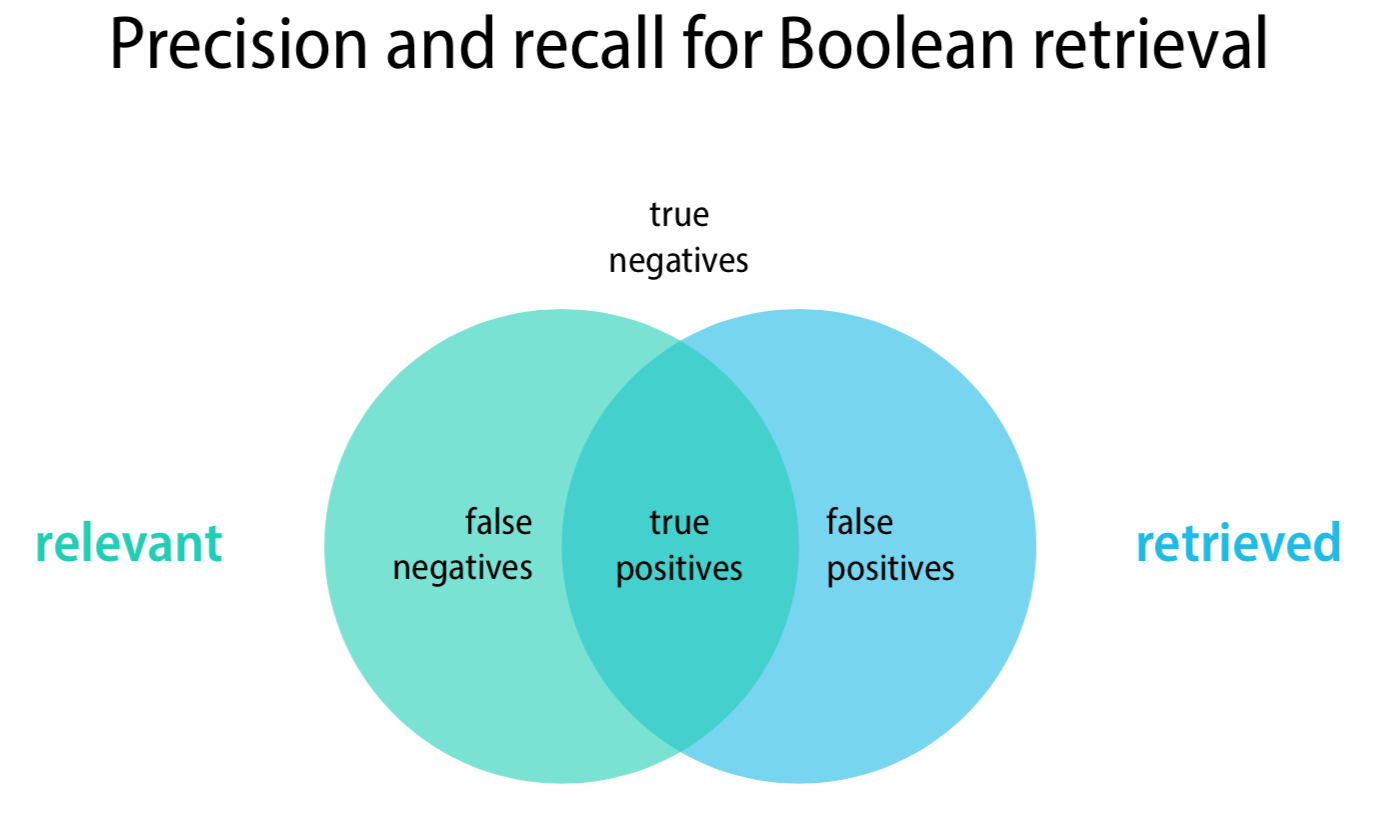 Precision and recall for Boolean retrieval
true
negatives
relevant
false
negatives
true
positives
false
positives
retrieved